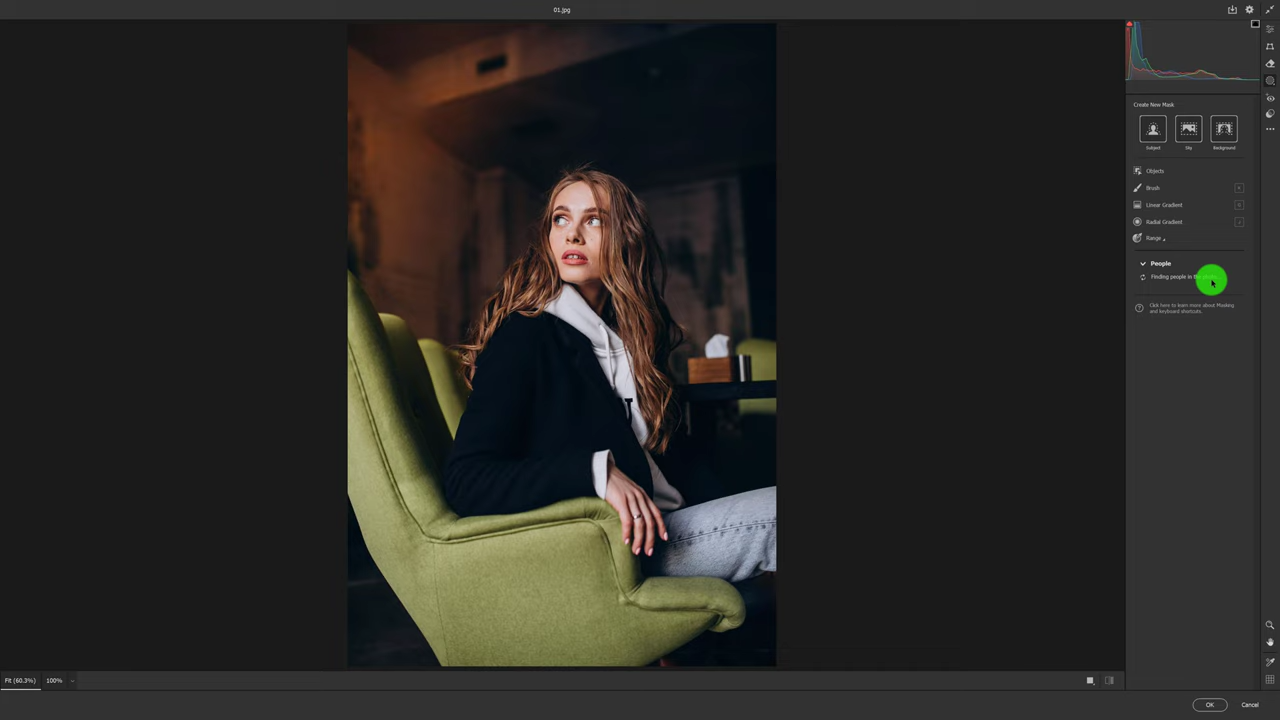 01.jpg
Create New Mask
Subject
Sky
Background
Objects
Brush
K
Linear Gradient
G
Radial Gradient
J
Range
People
Finding people in the
Click here to learn more about Masking
and keyboard shortcuts.
Fit (60.3%)
100%
OK
Cancel